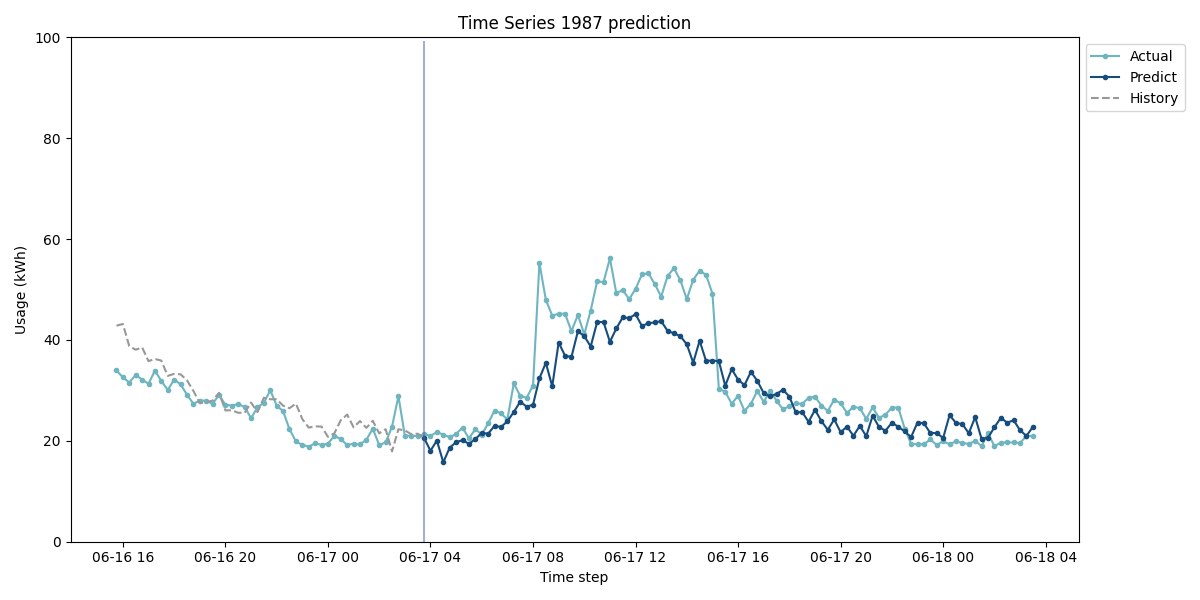 Time Series 1987 prediction
100
80
60
40
20
0
Usage (kWh)
06-16 16
06-16 20
06-17 00
06-17 04
06-17 08
06-17 12
06-17 16
06-17 20
06-18 00
06-18 04
Time step
Actual
Predict
History